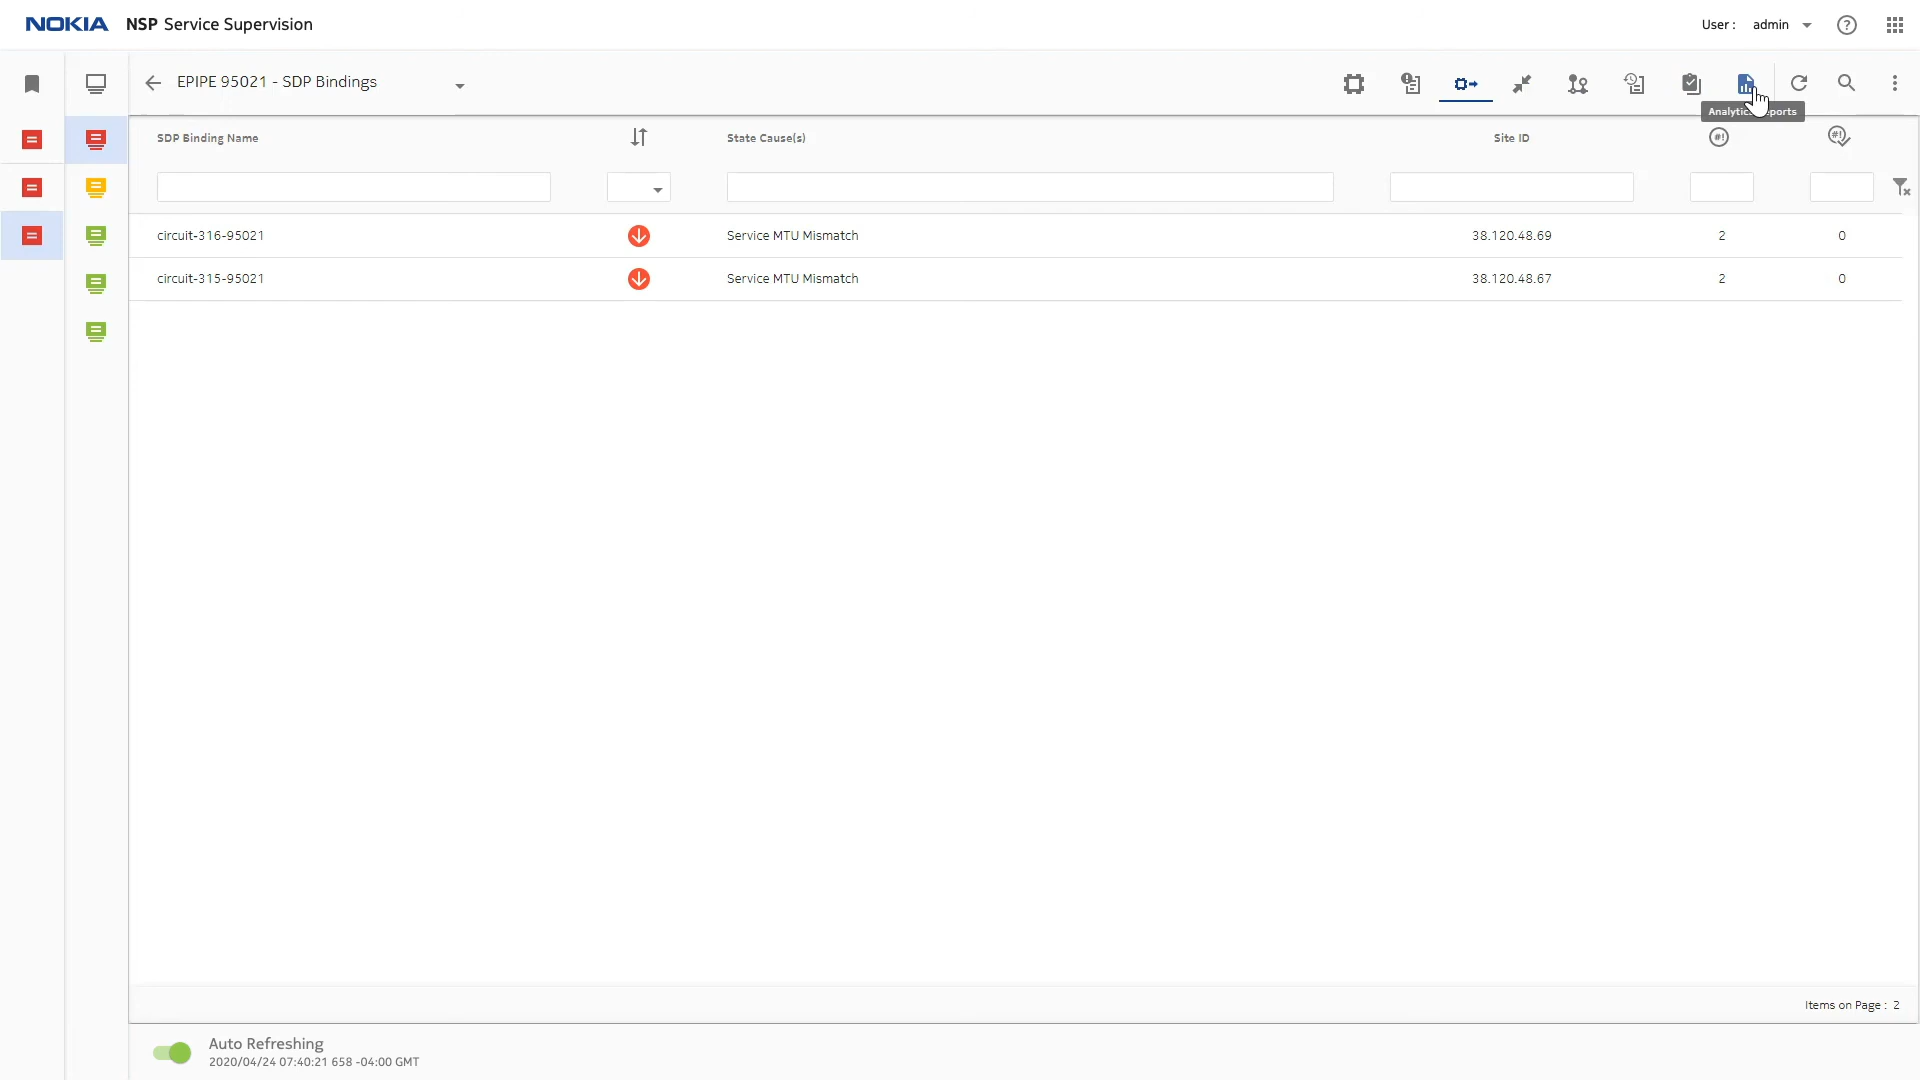 NOKIA NSP Service Supervision
User : admin
EPIPE 95021 - SDP Bindings
SDP Binding Name State Cause(s) Site ID
circuit-316-95021 Service MTU Mismatch 38.120.48.69 2 0
circuit-315-95021 Service MTU Mismatch 38.120.48.67 2 0
Items on Page : 2
Auto Refreshing
2020/04/24 07:40:21 658 -04:00 GMT